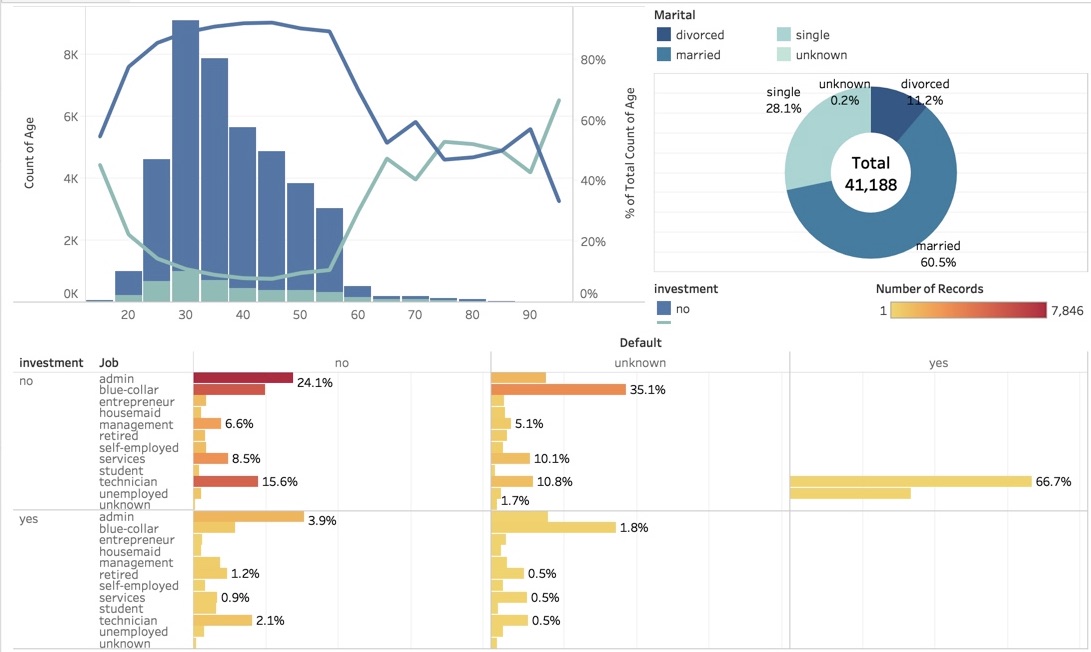 Count of Age
8K
6K
4K
2K
0K
20
30
40
50
60
70
80
90
80%
60%
40%
20%
0%
% of Total Count of Age
Marital
divorced
single
married
unknown
single
28.1%
unknown
0.2%
divorced
11.2%
Total
41,188
married
60.5%
investment
no
Number of Records
1
7,846
Default
investment
Job
no
unknown
yes
no
admin
24.1%
blue-collar
35.1%
entrepreneur
housemaid
management
6.6%
5.1%
retired
self-employed
services
8.5%
10.1%
student
technician
15.6%
10.8%
66.7%
unemployed
1.7%
unknown
yes
admin
3.9%
blue-collar
1.8%
entrepreneur
housemaid
management
retired
1.2%
0.5%
self-employed
services
0.9%
0.5%
student
technician
2.1%
0.5%
unemployed
unknown